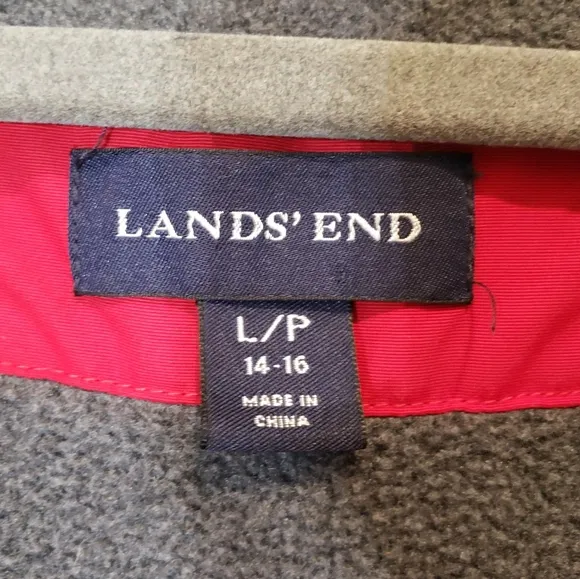 LANDS' END
L/P
14-16
MADE IN
CHINA